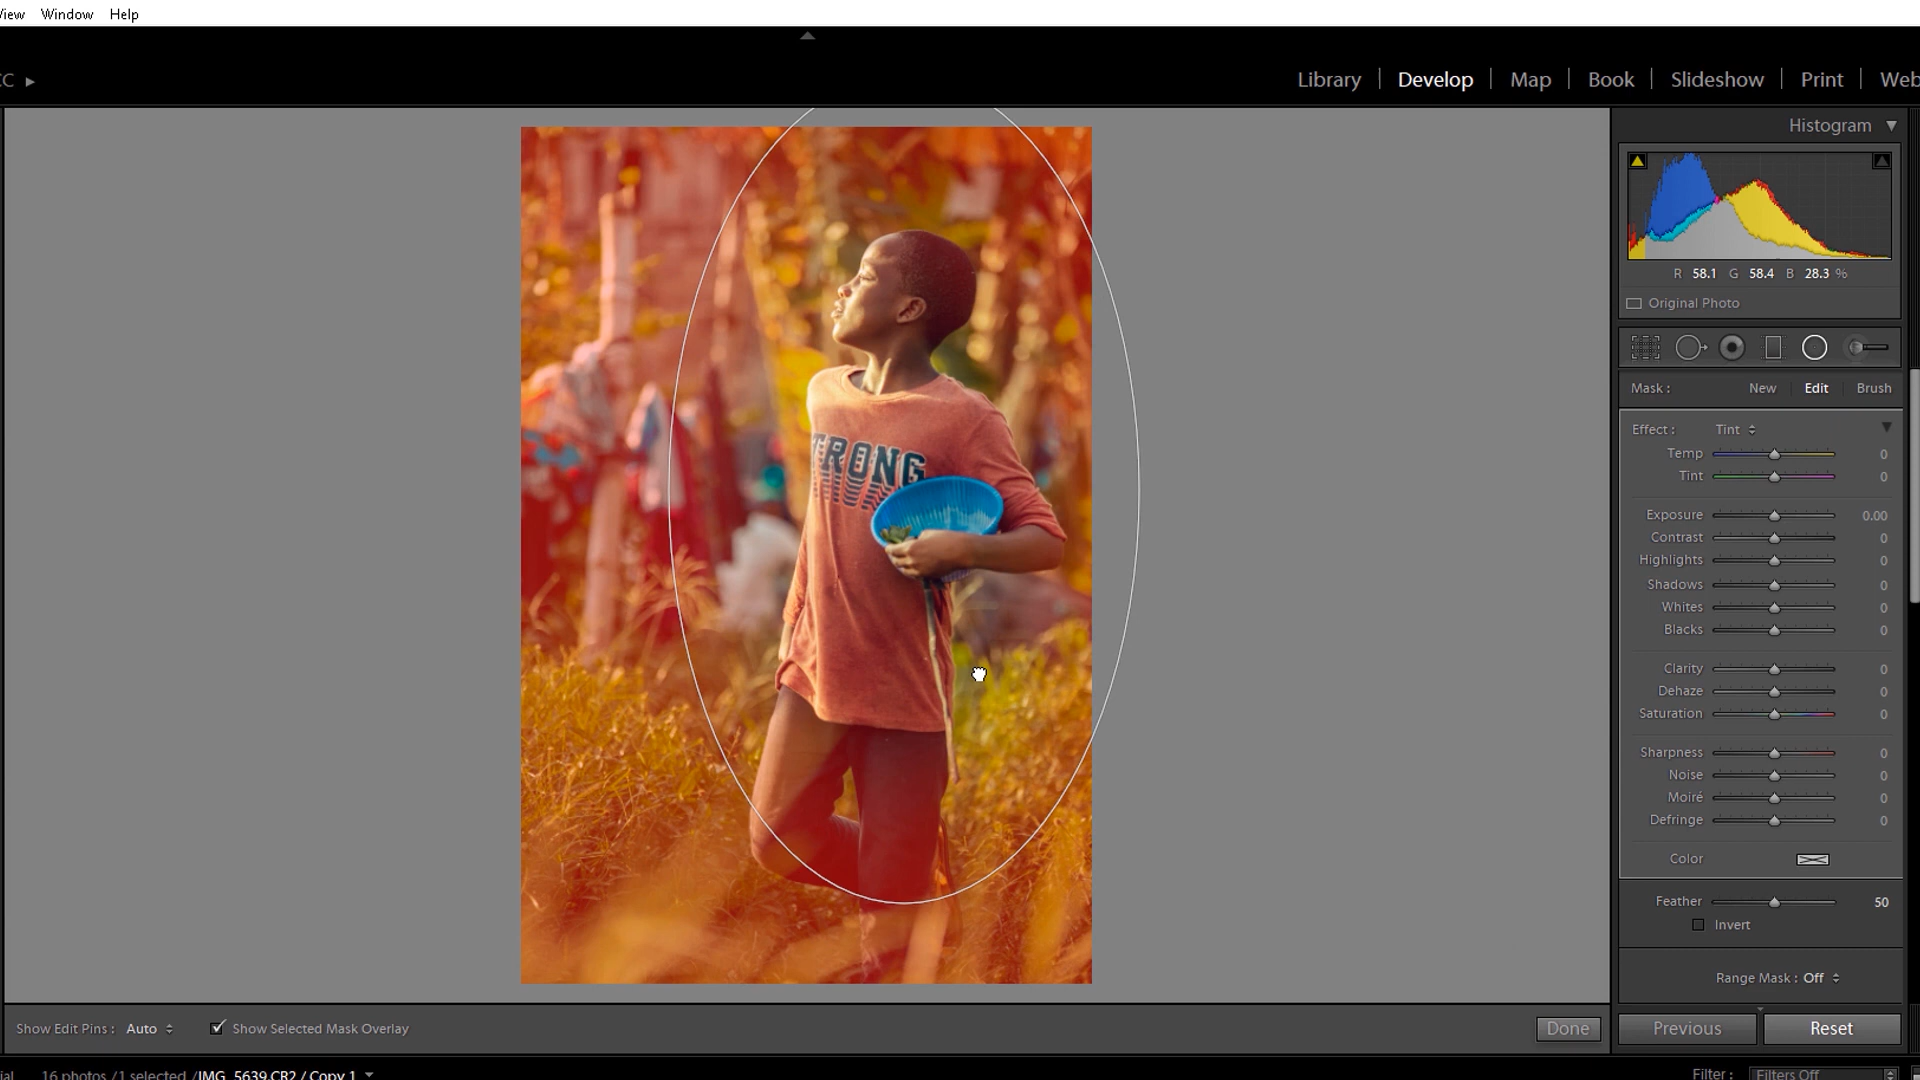 View Window Help
CC
Library | Develop | Map | Book | Slideshow | Print | Web
Histogram
R 58.1 G 58.4 B 28.3 %
Original Photo
Mask : New Edit Brush
Effect : Tint
Temp 0
Tint 0
Exposure 0.00
Contrast 0
Highlights 0
Shadows 0
Whites 0
Blacks 0
Clarity 0
Dehaze 0
Saturation 0
Sharpness 0
Noise 0
Moiré 0
Defringe 0
Color
Feather 50
Invert
Range Mask : Off
TRONG
Show Edit Pins : Auto Show Selected Mask Overlay Done Previous Reset
16 photos / 1 selected / IMG_5639.CR2 / Copy 1 Filter : Filters Off